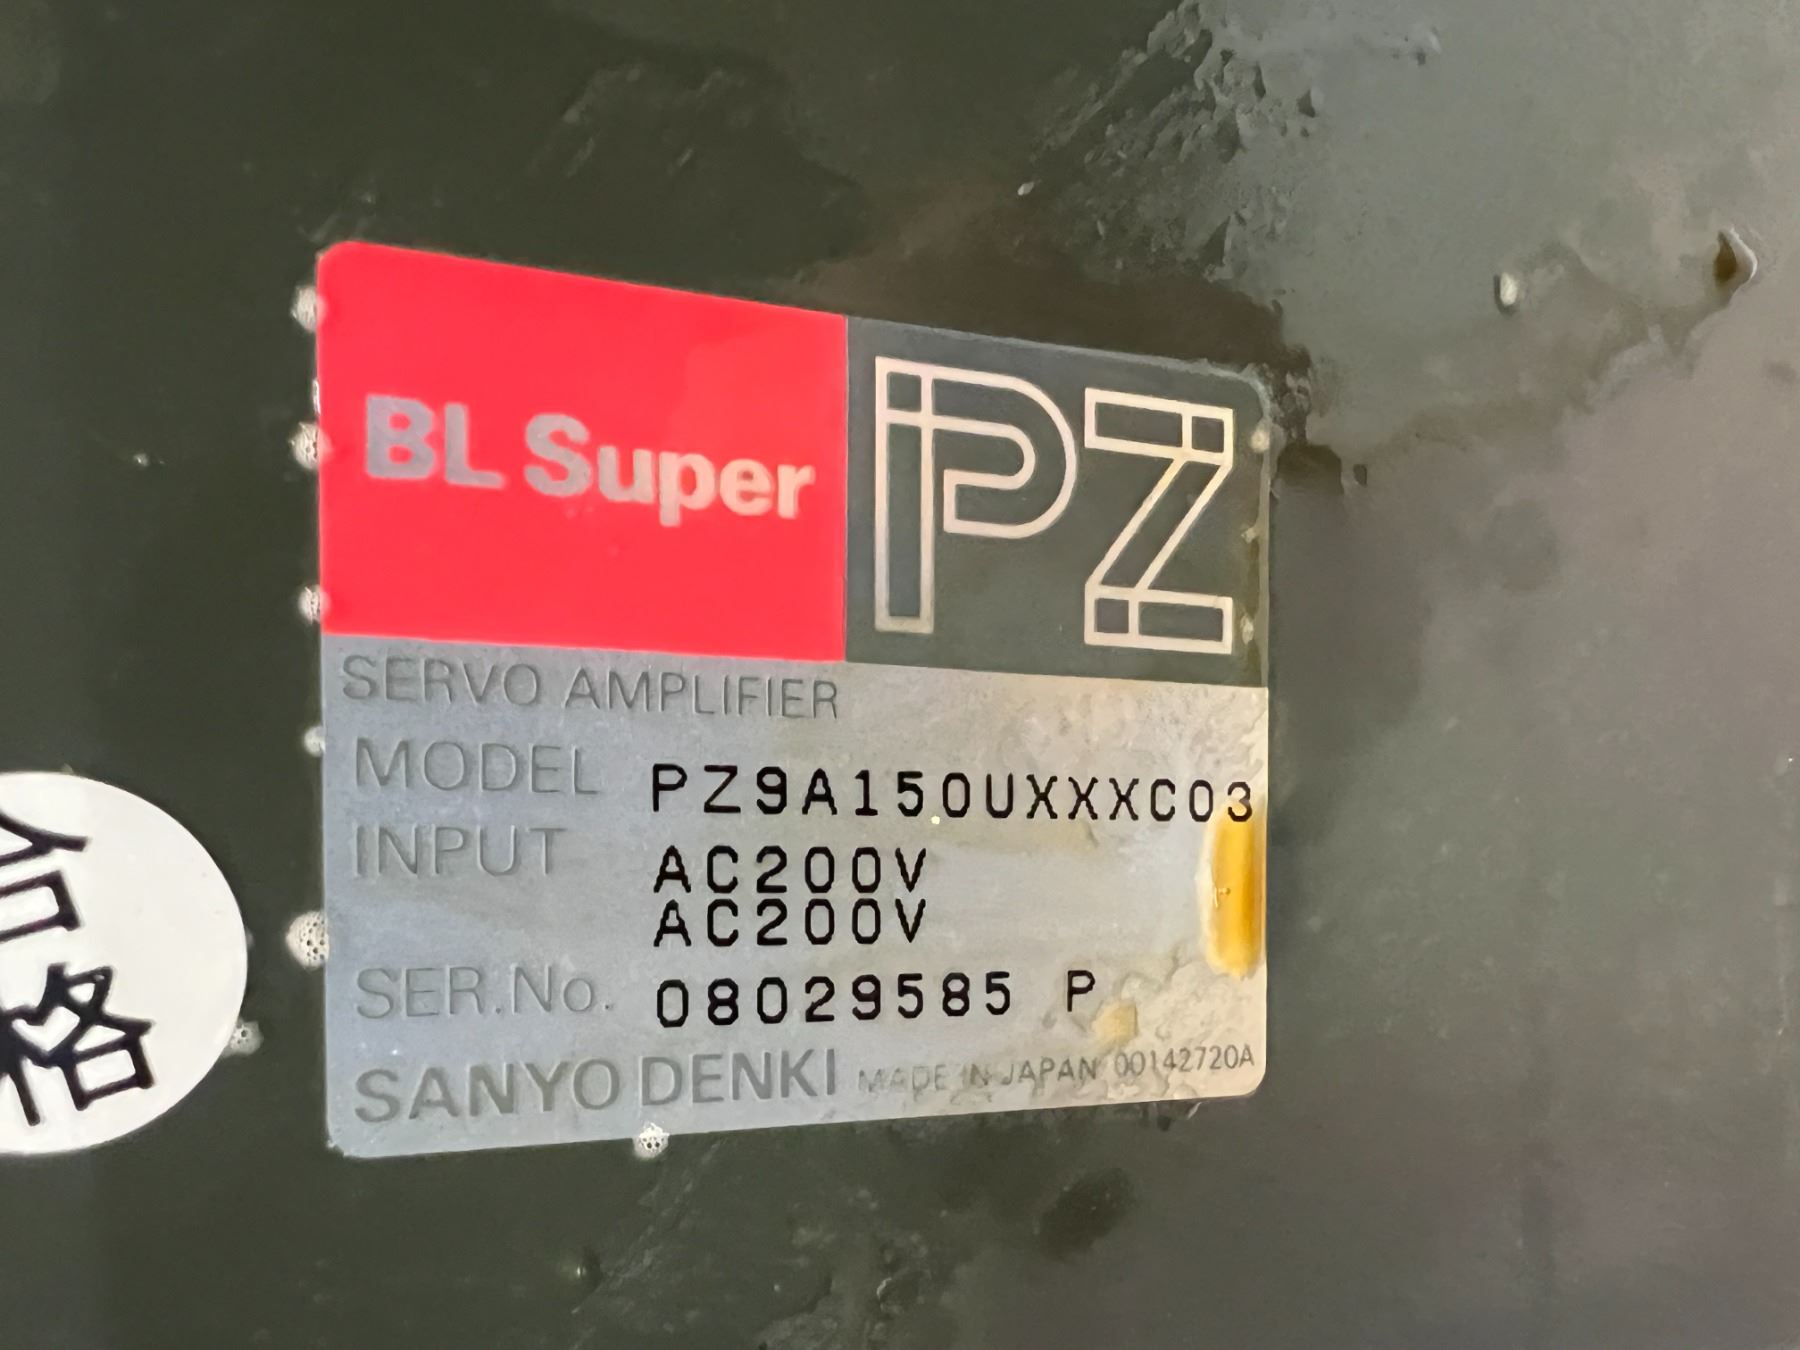 BL Super PZ
SERVO AMPLIFIER
MODEL PZ9A150UXXXC03
INPUT AC200V
AC200V
SER.No. 08029585 P
SANYO DENKI MADE IN JAPAN 00142720A
合格